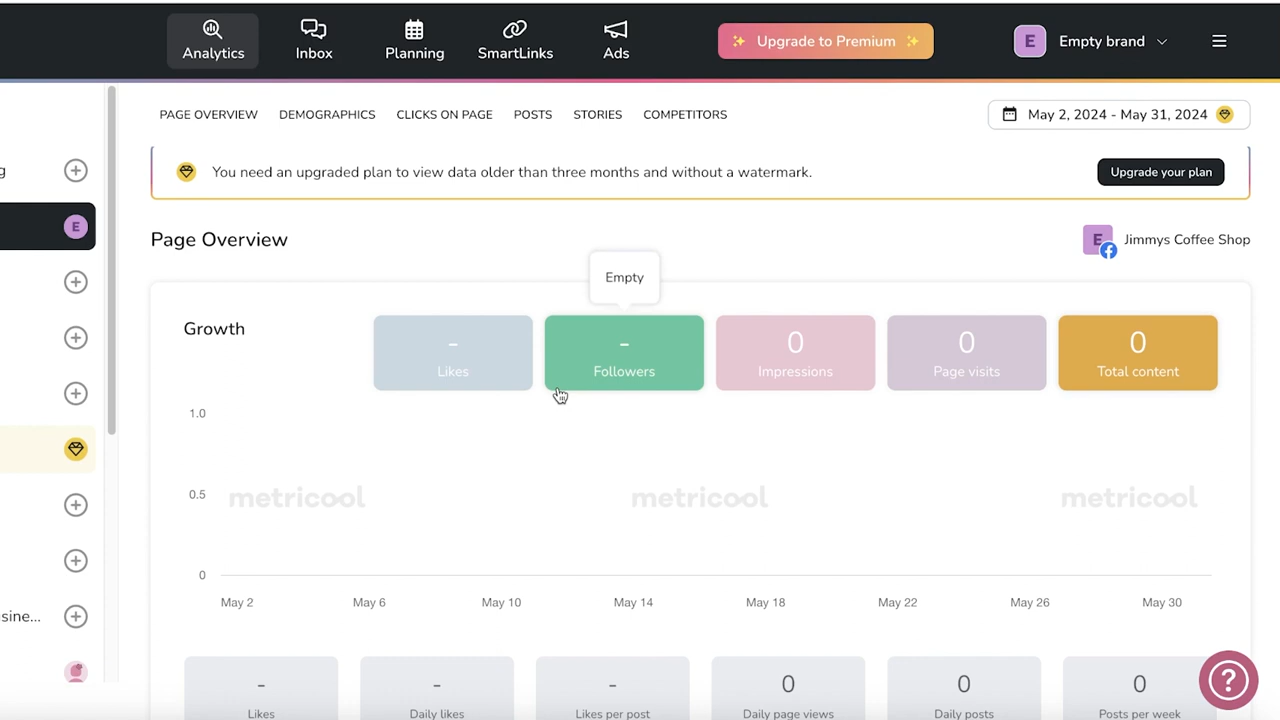 Analytics
Inbox
Planning
SmartLinks
Ads
Upgrade to Premium
E
Empty brand
PAGE OVERVIEW
DEMOGRAPHICS
CLICKS ON PAGE
POSTS
STORIES
COMPETITORS
May 2, 2024 - May 31, 2024
g
You need an upgraded plan to view data older than three months and without a watermark.
Upgrade your plan
E
Page Overview
E
Jimmys Coffee Shop
Empty
Growth
-
Likes
-
Followers
0
Impressions
0
Page visits
0
Total content
1.0
0.5
0
metricool
metricool
metricool
May 2
May 6
May 10
May 14
May 18
May 22
May 26
May 30
sine...
-
Likes
-
Daily likes
-
Likes per post
0
Daily page views
0
Daily posts
0
Posts per week
?